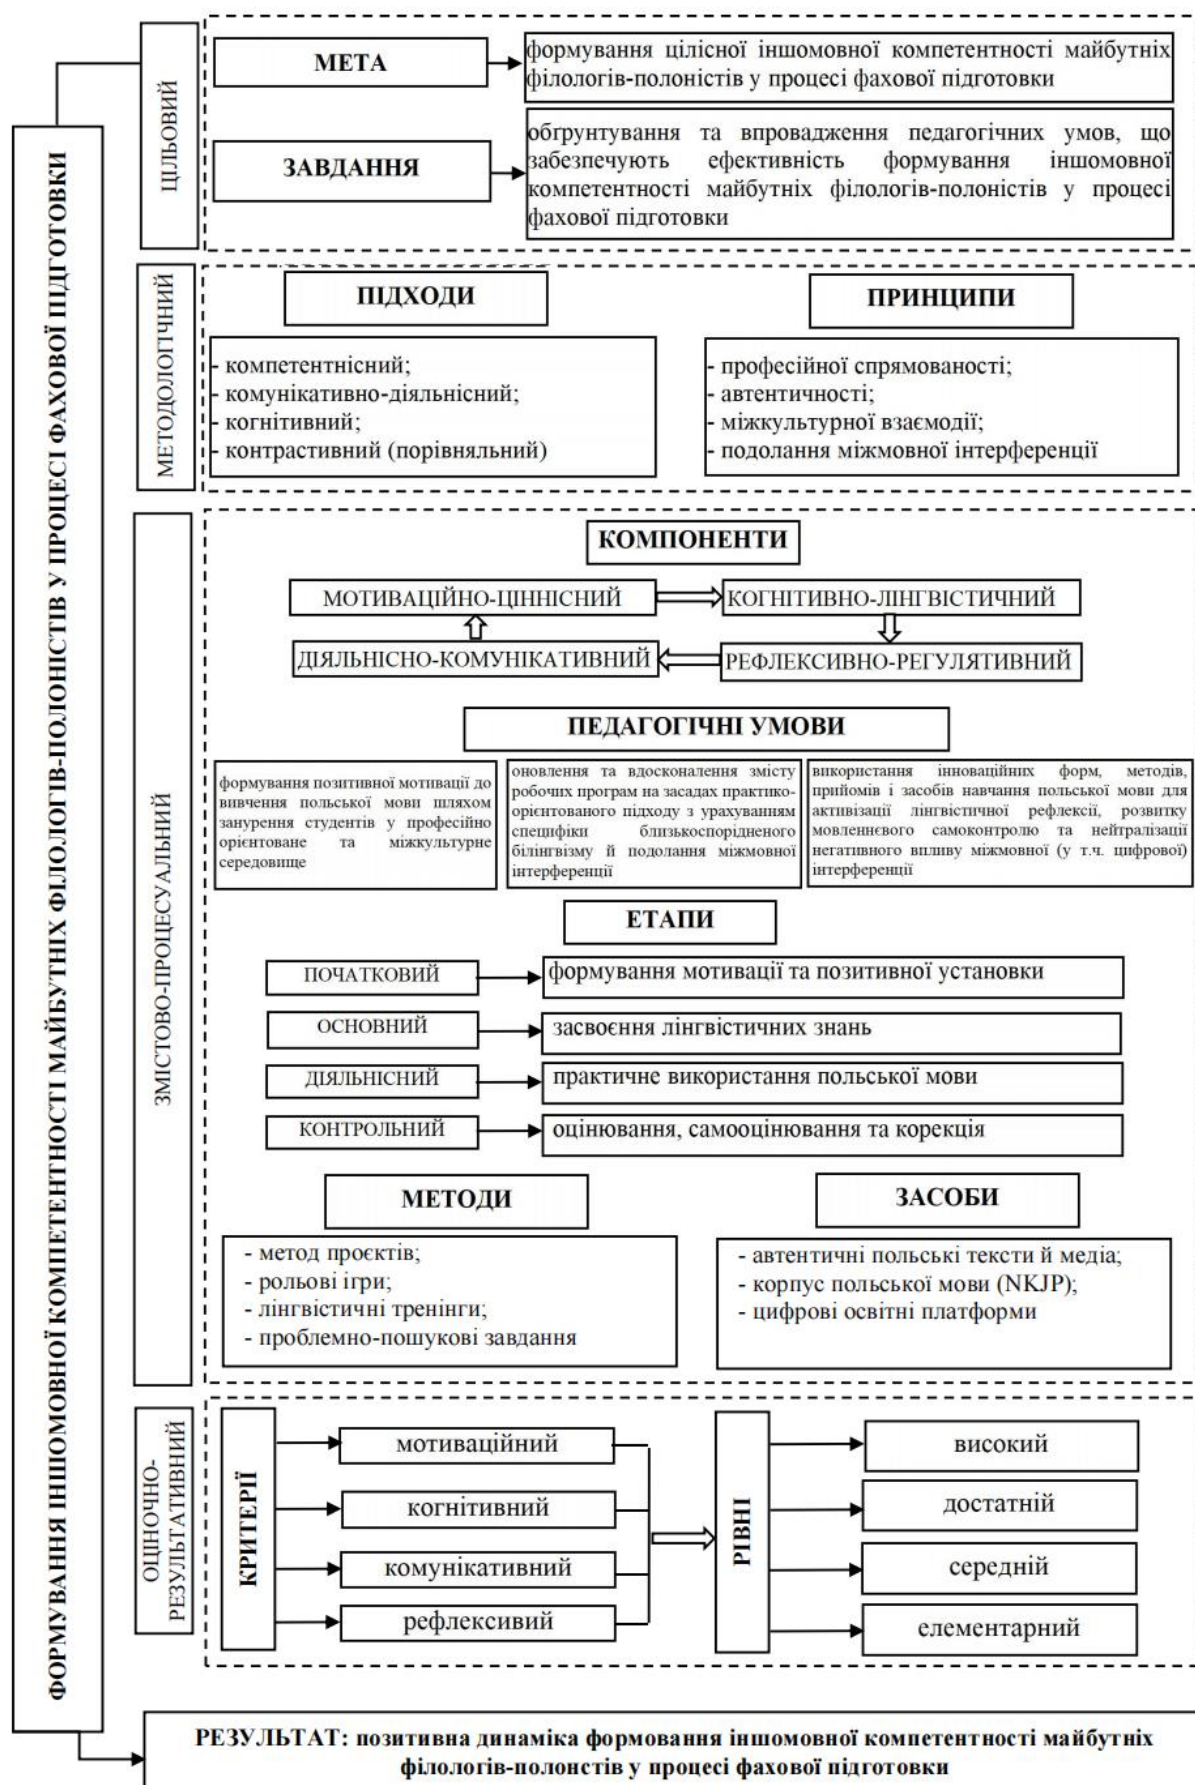 ФОРМУВАННЯ ІНШОМОВНОЇ КОМПЕТЕНТНОСТІ МАЙБУТНІХ ФІЛОЛОГІВ-ПОЛОНІСТІВ У ПРОЦЕСІ ФАХОВОЇ ПІДГОТОВКИ
ЦІЛЬОВИЙ
МЕТА
формування цілісної іншомовної компетентності майбутніх
філологів-полоністів у процесі фахової підготовки
ЗАВДАННЯ
обґрунтування та впровадження педагогічних умов, що
забезпечують ефективність формування іншомовної
компетентності майбутніх філологів-полоністів у процесі
фахової підготовки
МЕТОДОЛОГІЧНИЙ
ПІДХОДИ
- компетентнісний;
- комунікативно-діяльнісний;
- когнітивний;
- контрастивний (порівняльний)
ПРИНЦИПИ
- професійної спрямованості;
- автентичності;
- міжкультурної взаємодії;
- подолання міжмовної інтерференції
ЗМІСТОВО-ПРОЦЕСУАЛЬНИЙ
КОМПОНЕНТИ
МОТИВАЦІЙНО-ЦІННІСНИЙ
КОГНІТИВНО-ЛІНГВІСТИЧНИЙ
ДІЯЛЬНІСНО-КОМУНІКАТИВНИЙ
РЕФЛЕКСИВНО-РЕГУЛЯТИВНИЙ
ПЕДАГОГІЧНІ УМОВИ
формування позитивної мотивації до
вивчення польської мови шляхом
занурення студентів у професійно
орієнтоване та міжкультурне
середовище
оновлення та вдосконалення змісту
робочих програм на засадах практико-
орієнтованого підходу з урахуванням
специфіки близькоспорідненого
білінгвізму й подолання міжмовної
інтерференції
використання інноваційних форм, методів,
прийомів і засобів навчання польської мови для
активізації лінгвістичної рефлексії, розвитку
мовленнєвого самоконтролю та нейтралізації
негативного впливу міжмовної (у т.ч. цифрової)
інтерференції
ЕТАПИ
ПОЧАТКОВИЙ
формування мотивації та позитивної установки
ОСНОВНИЙ
засвоєння лінгвістичних знань
ДІЯЛЬНІСНИЙ
практичне використання польської мови
КОНТРОЛЬНИЙ
оцінювання, самооцінювання та корекція
МЕТОДИ
- метод проєктів;
- рольові ігри;
- лінгвістичні тренінги;
- проблемно-пошукові завдання
ЗАСОБИ
- автентичні польські тексти й медіа;
- корпус польської мови (NKJP);
- цифрові освітні платформи
ОЦІНОЧНО-
РЕЗУЛЬТАТИВНИЙ
КРИТЕРІЇ
мотиваційний
когнітивний
комунікативний
рефлексивий
РІВНІ
високий
достатній
середній
елементарний
РЕЗУЛЬТАТ: позитивна динаміка формовання іншомовної компетентності майбутніх
філологів-полонстів у процесі фахової підготовки